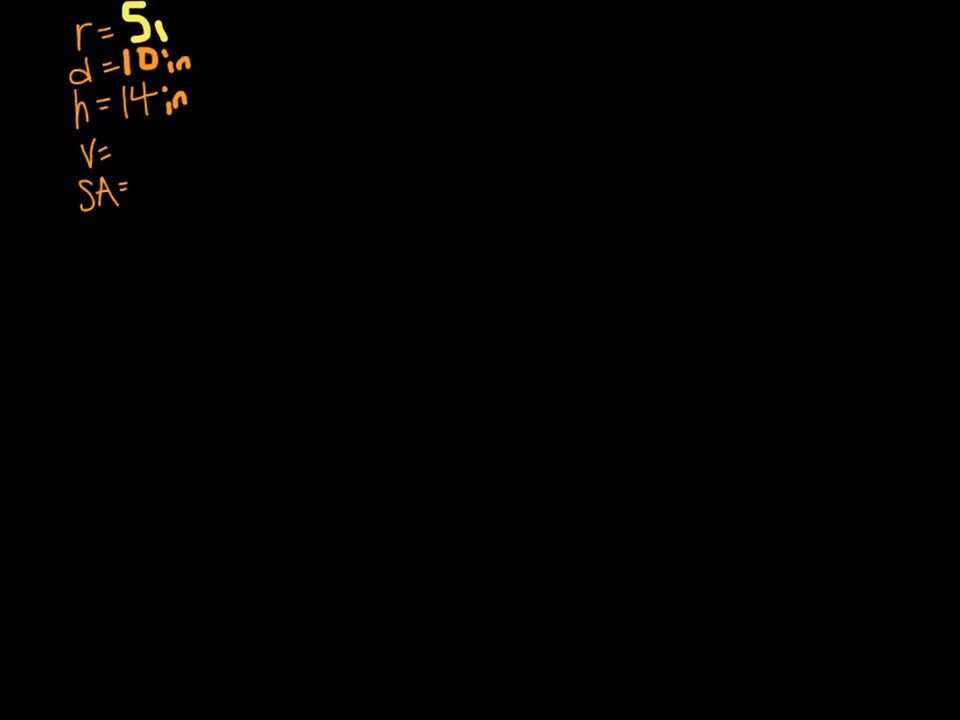 r = 5
d = 10 in
h = 14 in
V =
SA =